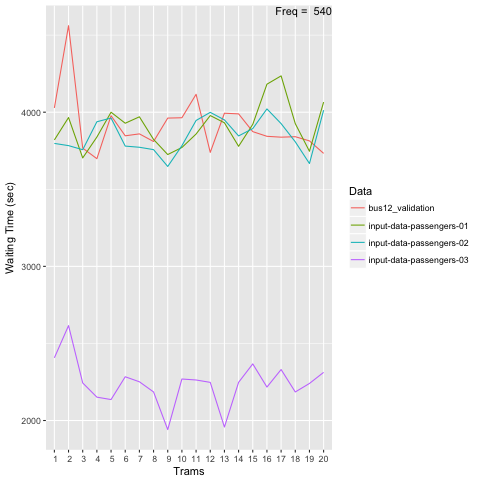 Freq =  540
Waiting Time (sec)
4000
3000
2000
1 2 3 4 5 6 7 8 9 10 11 12 13 14 15 16 17 18 19 20
Trams
Data
bus12_validation
input-data-passengers-01
input-data-passengers-02
input-data-passengers-03